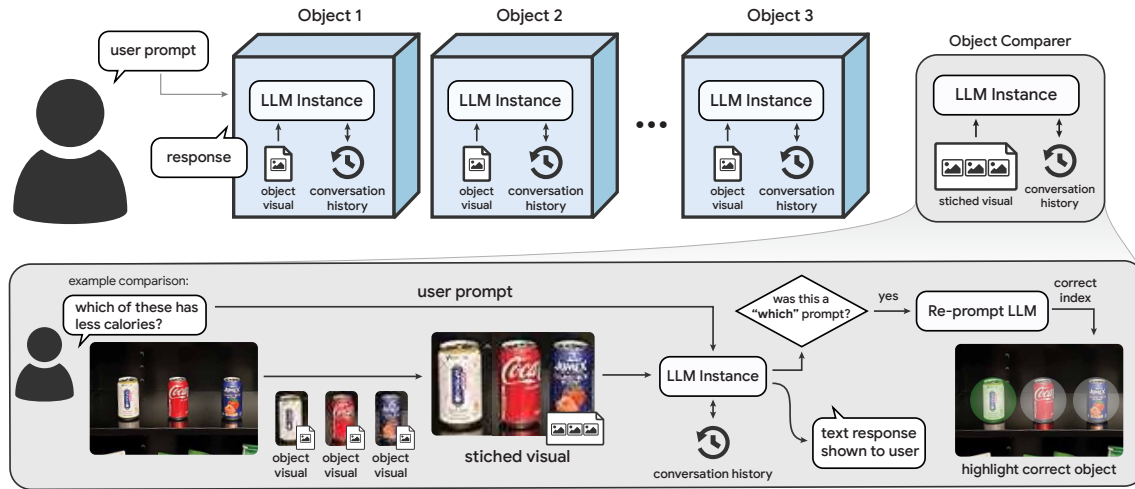 Object 1
Object 2
Object 3
Object Comparer
user prompt
response
LLM Instance
object
visual
conversation
history
LLM Instance
object
visual
conversation
history
...
LLM Instance
object
visual
conversation
history
LLM Instance
stiched visual
conversation
history
example comparison:
which of these has
less calories?
user prompt
object
visual
object
visual
object
visual
Coca-Cola
JUMEX
stiched visual
LLM Instance
conversation history
was this a
“which” prompt?
yes
Re-prompt LLM
correct
index
text response
shown to user
highlight correct object